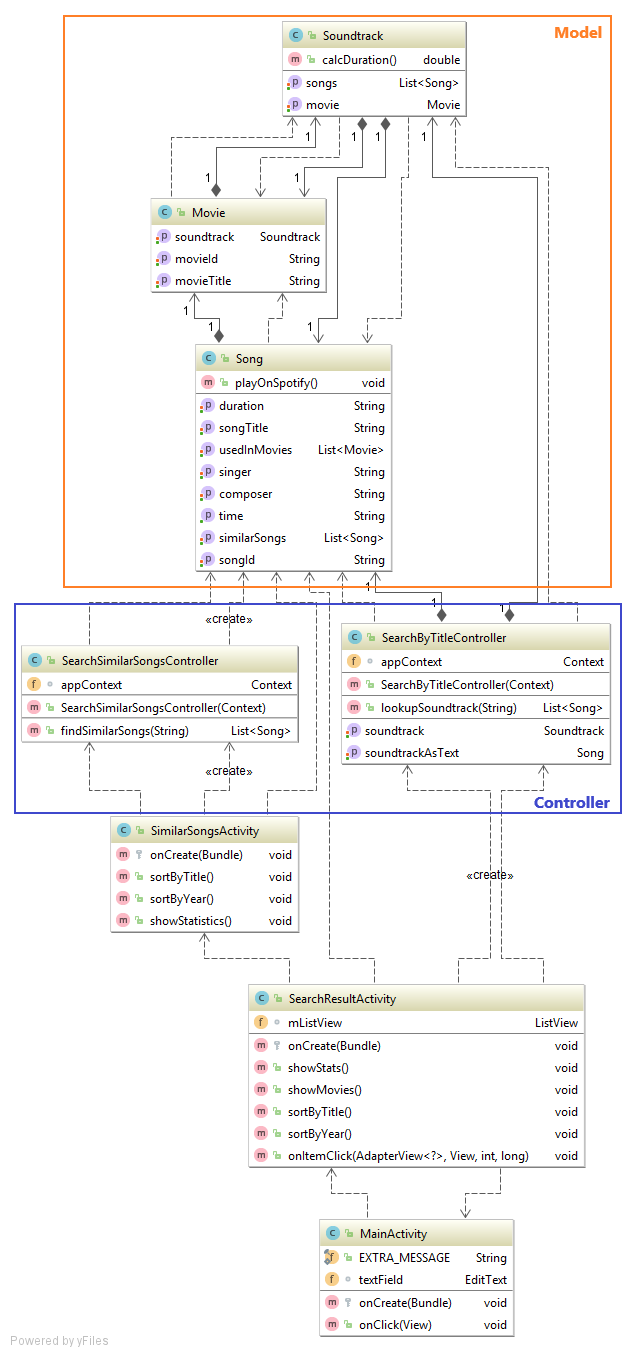 Model
C Soundtrack
m calcDuration() double
p songs List<Song>
p movie Movie
1 1 1 1
1 1
C Movie
p soundtrack Soundtrack
p movieId String
p movieTitle String
1
1 1
C Song
m playOnSpotify() void
p duration String
p songTitle String
p usedInMovies List<Movie>
p singer String
p composer String
p time String
p similarSongs List<Song>
p songId String
1
1 1
«create»
C SearchSimilarSongsController
f appContext Context
m SearchSimilarSongsController(Context)
m findSimilarSongs(String) List<Song>
C SearchByTitleController
f appContext Context
m SearchByTitleController(Context)
m lookupSoundtrack(String) List<Song>
p soundtrack Soundtrack
p soundtrackAsText Song
«create»
Controller
C SimilarSongsActivity
m onCreate(Bundle) void
m sortByTitle() void
m sortByYear() void
m showStatistics() void
«create»
C SearchResultActivity
f mListView ListView
m onCreate(Bundle) void
m showStats() void
m showMovies() void
m sortByTitle() void
m sortByYear() void
m onItemClick(AdapterView<?>, View, int, long) void
C MainActivity
f EXTRA_MESSAGE String
f textField EditText
m onCreate(Bundle) void
m onClick(View) void
Powered by yFiles